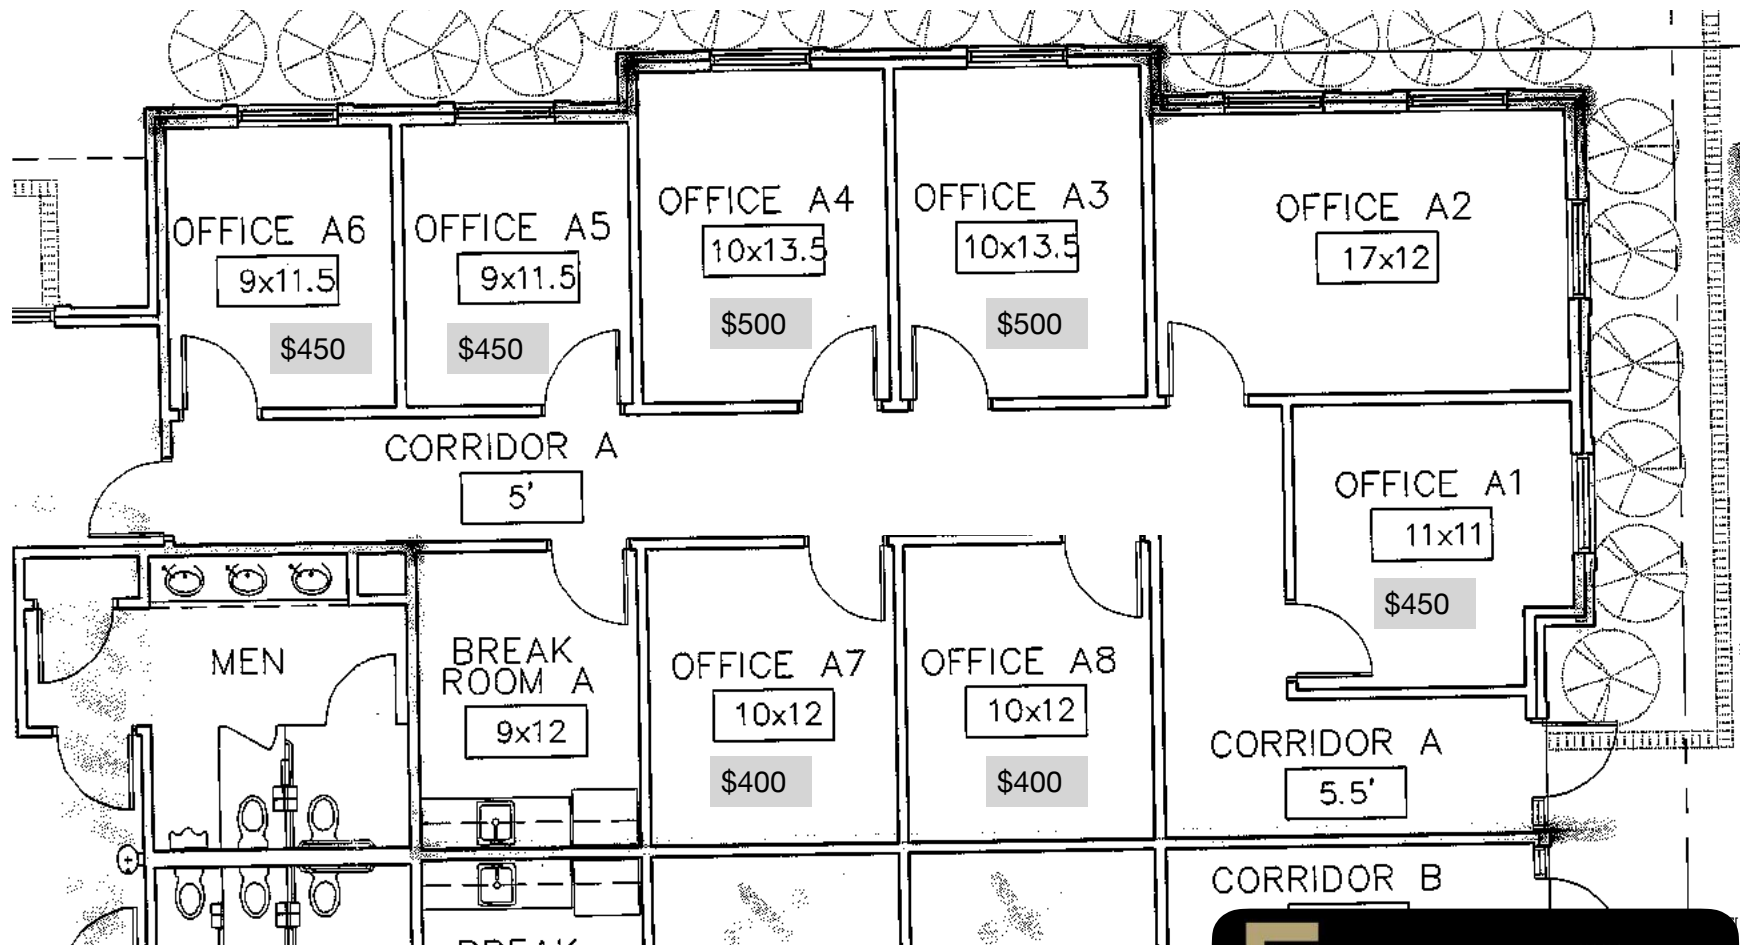 OFFICE A6
9x11.5
$450
OFFICE A5
9x11.5
$450
OFFICE A4
10x13.5
$500
OFFICE A3
10x13.5
$500
OFFICE A2
17x12
CORRIDOR A
5'
OFFICE A1
11x11
$450
MEN
BREAK
ROOM A
9x12
OFFICE A7
10x12
$400
OFFICE A8
10x12
$400
CORRIDOR A
5.5'
CORRIDOR B
BREAK